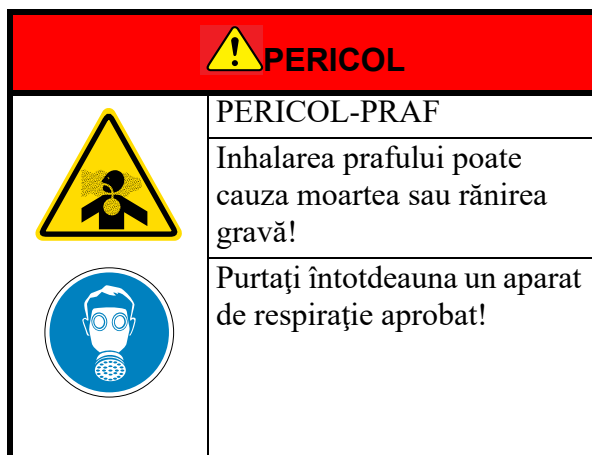 PERICOL
PERICOL-PRAF
Inhalarea prafului poate
cauza moartea sau rănirea
gravă!
Purtaţi întotdeauna un aparat
de respiraţie aprobat!